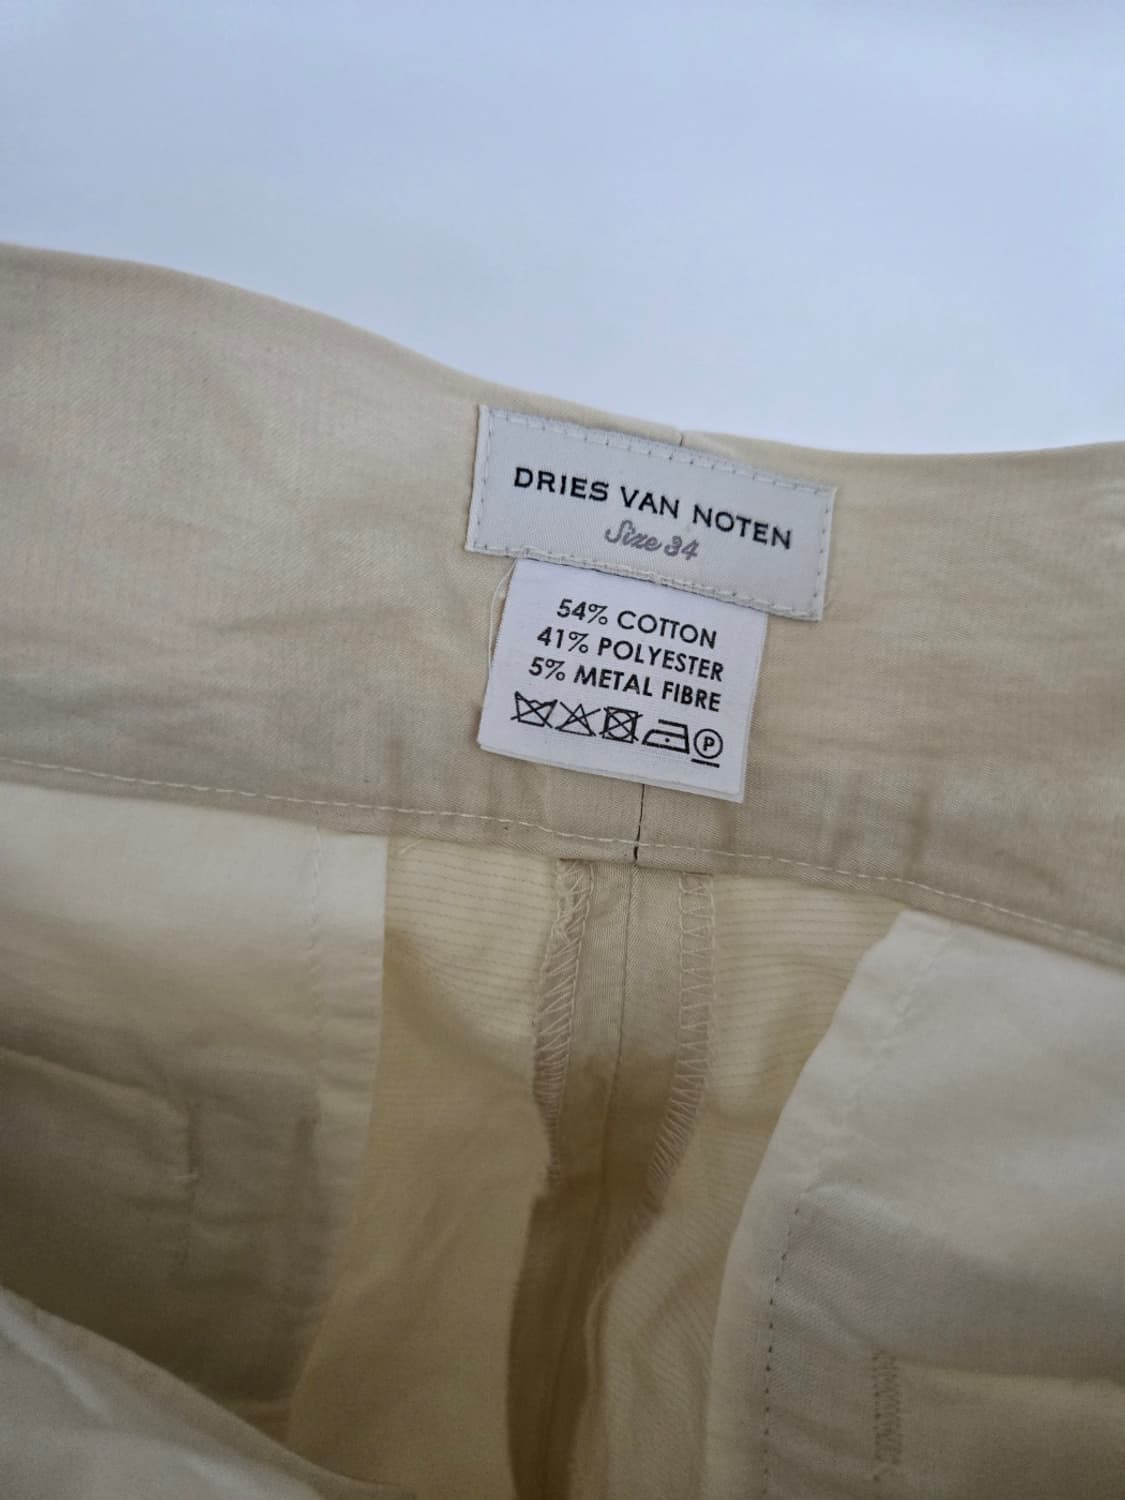 DRIES VAN NOTEN
Size 34
54% COTTON
41% POLYESTER
5% METAL FIBRE
P